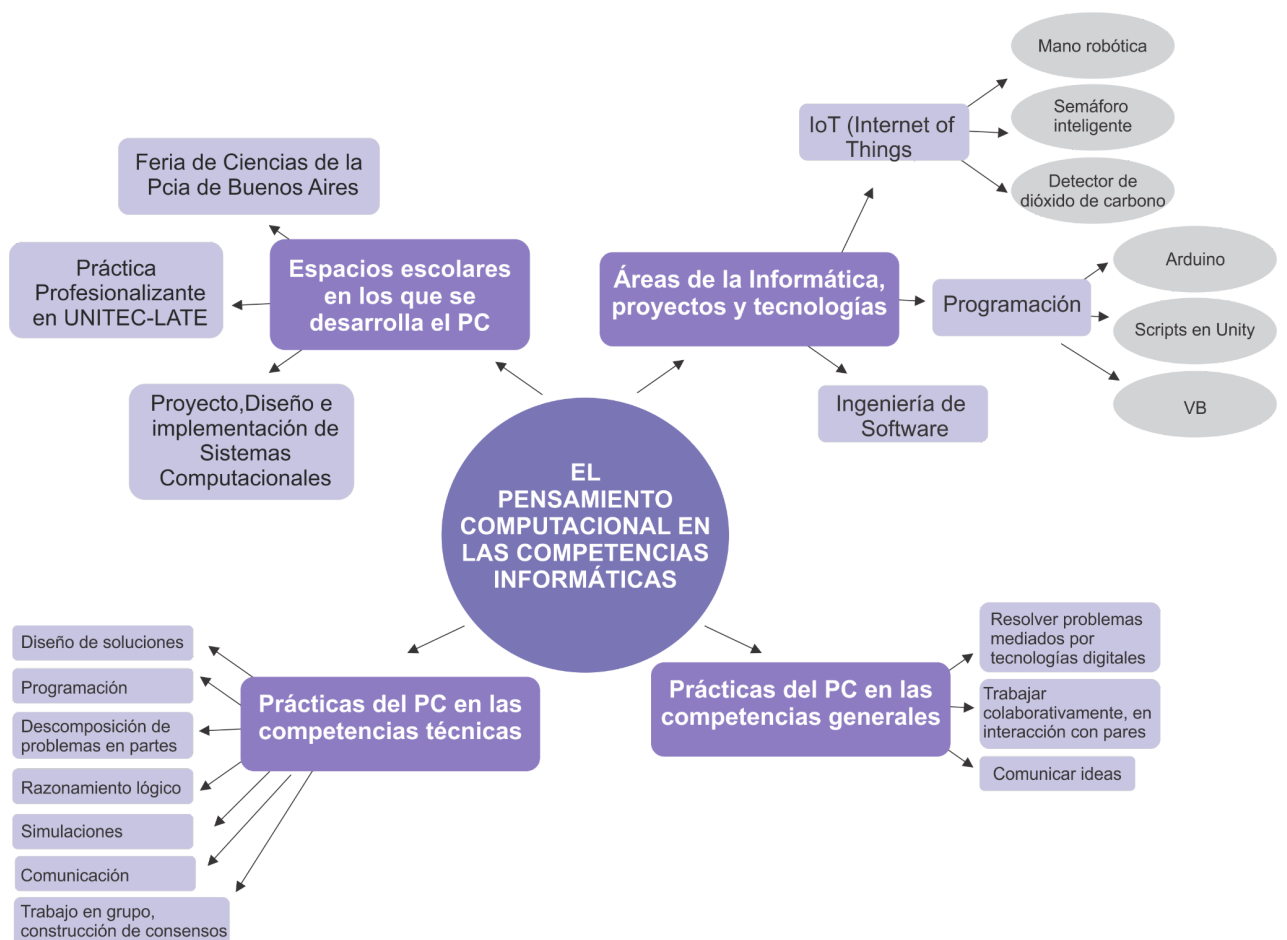 Mano robótica
Semáforo
inteligente
Detector de
dióxido de carbono
IoT (Internet of
Things
Feria de Ciencias de la
Pcia de Buenos Aires
Práctica
Profesionalizante
en UNITEC-LATE
Espacios escolares
en los que se
desarrolla el PC
Proyecto,Diseño e
implementación de
Sistemas
Computacionales
Áreas de la Informática,
proyectos y tecnologías
Programación
Arduino
Scripts en Unity
VB
Ingeniería de
Software
EL
PENSAMIENTO
COMPUTACIONAL EN
LAS COMPETENCIAS
INFORMÁTICAS
Diseño de soluciones
Programación
Descomposición de
problemas en partes
Razonamiento lógico
Simulaciones
Comunicación
Trabajo en grupo,
construcción de consensos
Prácticas del PC en las
competencias técnicas
Prácticas del PC en las
competencias generales
Resolver problemas
mediados por
tecnologías digitales
Trabajar
colaborativamente, en
interacción con pares
Comunicar ideas